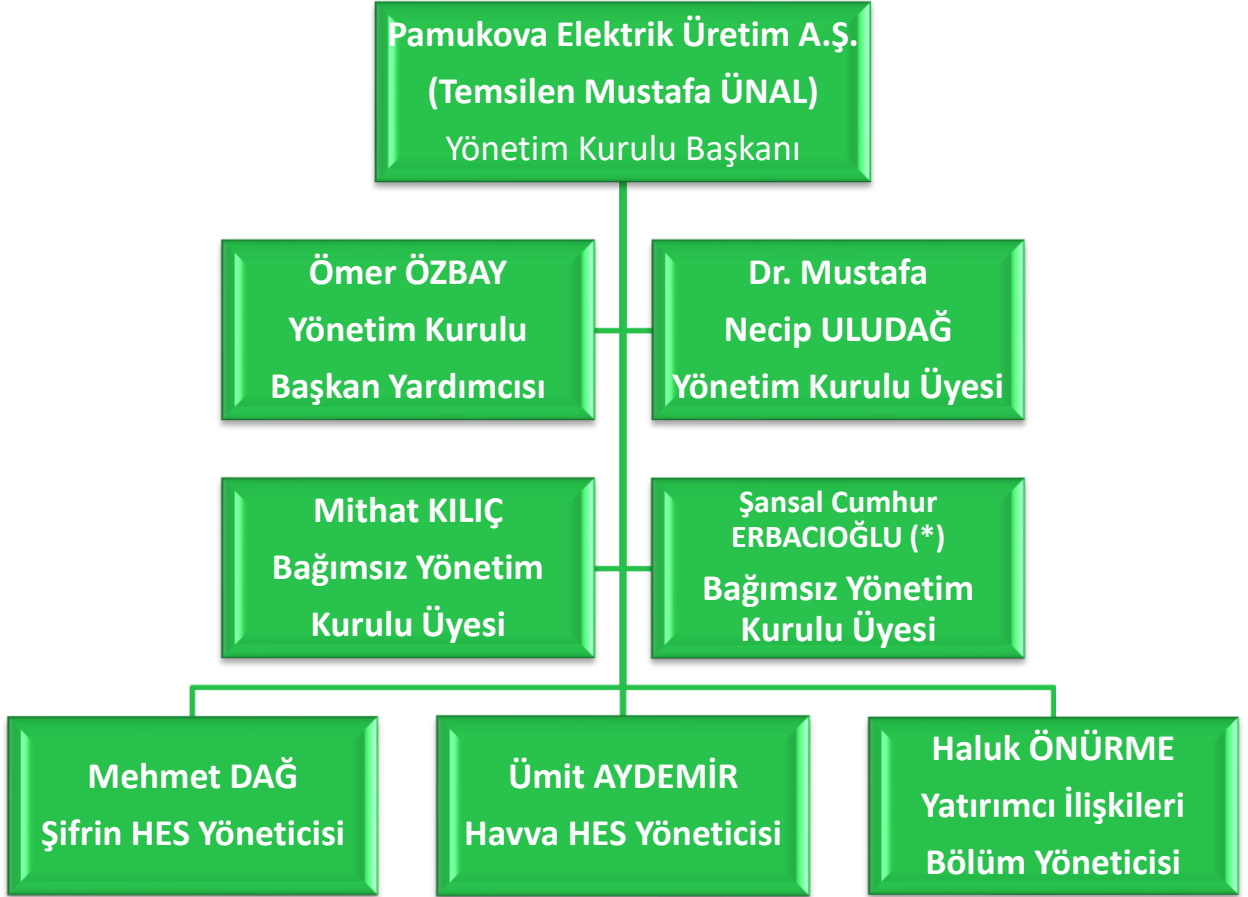 Pamukova Elektrik Üretim A.Ş.
(Temsilen Mustafa ÜNAL)
Yönetim Kurulu Başkanı
Ömer ÖZBAY
Yönetim Kurulu
Başkan Yardımcısı
Dr. Mustafa
Necip ULUDAĞ
Yönetim Kurulu Üyesi
Mithat KILIÇ
Bağımsız Yönetim
Kurulu Üyesi
Şansal Cumhur
ERBACIOĞLU (*)
Bağımsız Yönetim
Kurulu Üyesi
Mehmet DAĞ
Şifrin HES Yöneticisi
Ümit AYDEMİR
Havva HES Yöneticisi
Haluk ÖNÜRME
Yatırımcı İlişkileri
Bölüm Yöneticisi